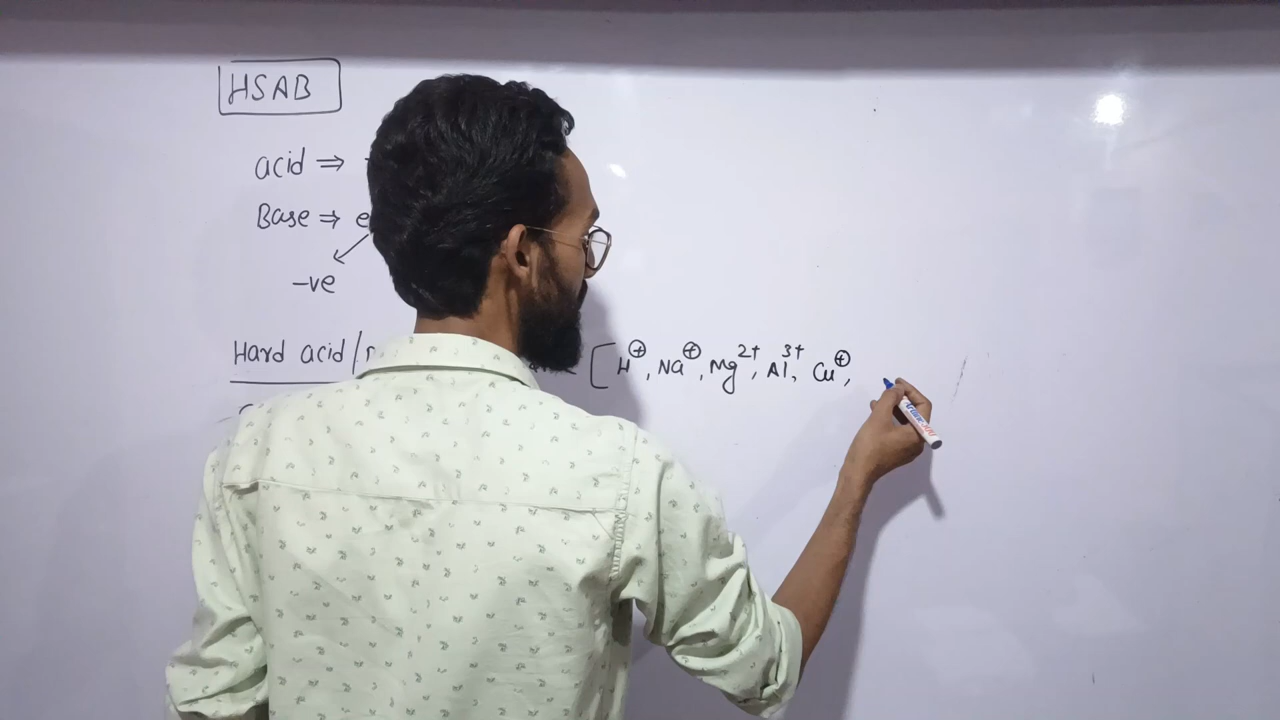 HSAB
acid ⇒
Base ⇒ e
-ve
Hard acid/ [H⊕, Na⊕, Mg²⁺, Al³⁺, Cu⊕,